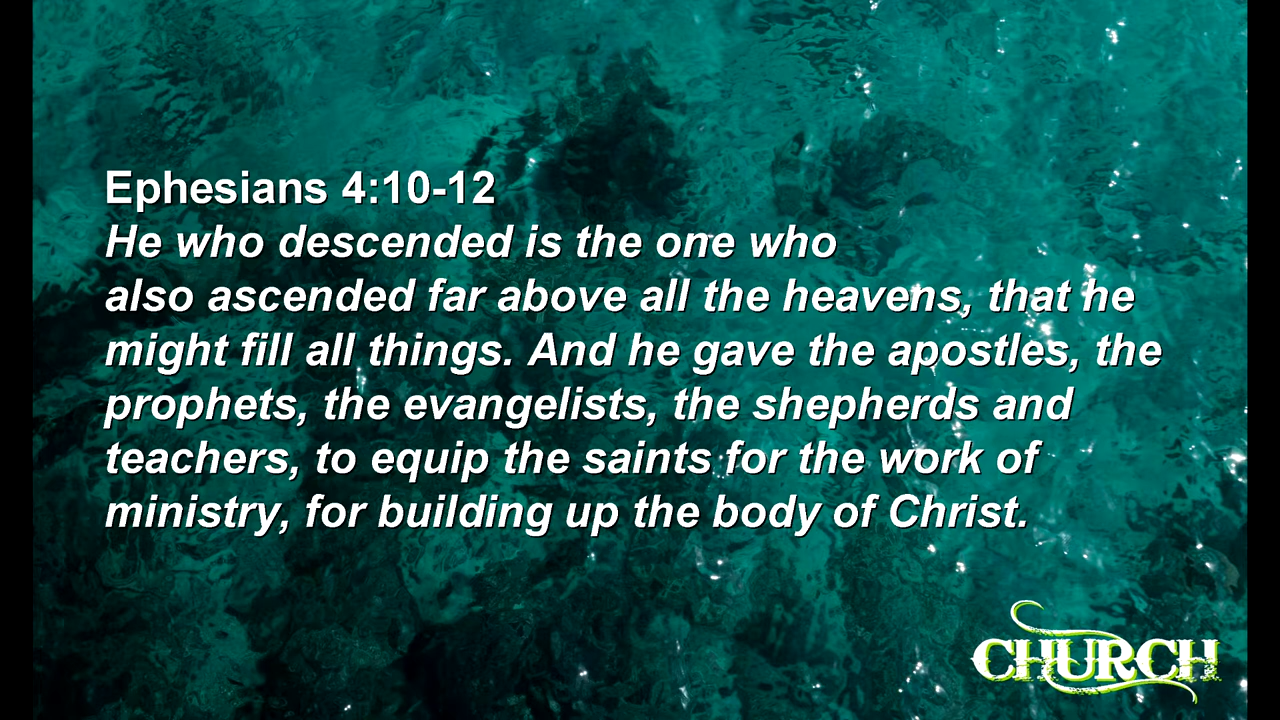 Ephesians 4:10-12
He who descended is the one who
also ascended far above all the heavens, that he
might fill all things. And he gave the apostles, the
prophets, the evangelists, the shepherds and
teachers, to equip the saints for the work of
ministry, for building up the body of Christ.
CHURCH